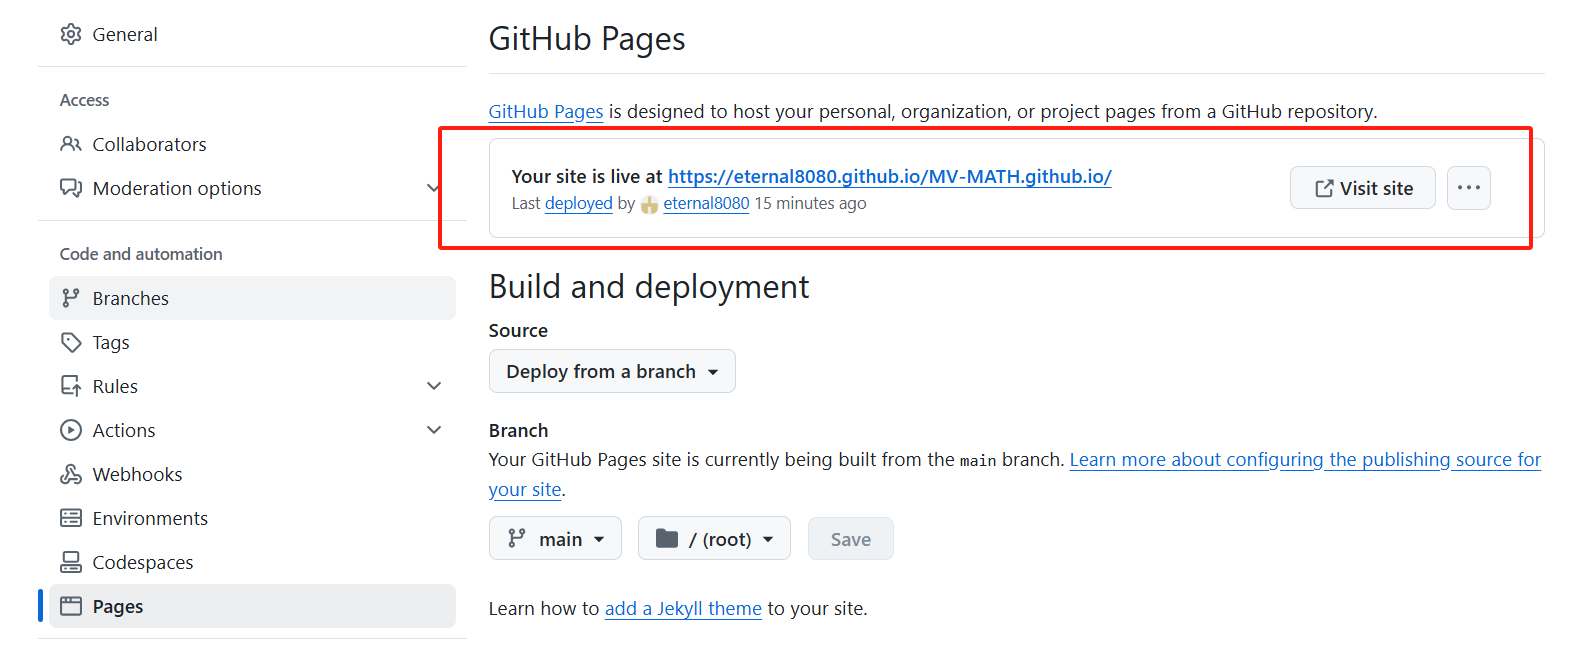 General
Access
Collaborators
Moderation options
Code and automation
Branches
Tags
Rules
Actions
Webhooks
Environments
Codespaces
Pages
GitHub Pages
GitHub Pages is designed to host your personal, organization, or project pages from a GitHub repository.
Your site is live at https://eternal8080.github.io/MV-MATH.github.io/
Last deployed by eternal8080 15 minutes ago
Visit site
Build and deployment
Source
Deploy from a branch
Branch
Your GitHub Pages site is currently being built from the main branch. Learn more about configuring the publishing source for
your site.
main / (root) Save
Learn how to add a Jekyll theme to your site.